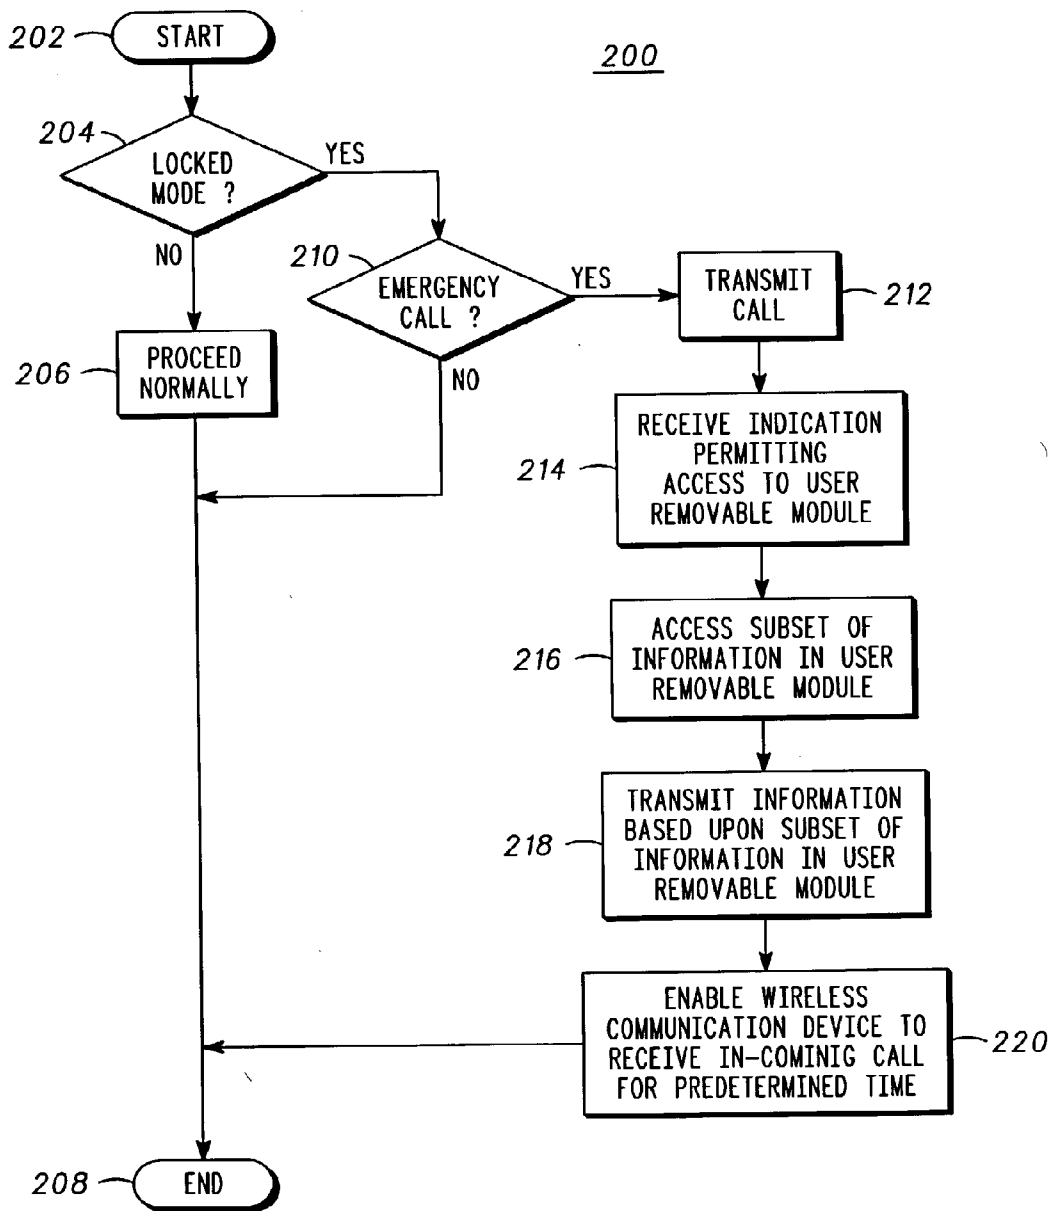 202
START
200
204
LOCKED
MODE ?
YES
NO
210
EMERGENCY
CALL ?
YES
NO
TRANSMIT
CALL
212
206
PROCEED
NORMALLY
214
RECEIVE INDICATION
PERMITTING
ACCESS TO USER
REMOVABLE MODULE
216
ACCESS SUBSET OF
INFORMATION IN USER
REMOVABLE MODULE
218
TRANSMIT INFORMATION
BASED UPON SUBSET OF
INFORMATION IN USER
REMOVABLE MODULE
ENABLE WIRELESS
COMMUNICATION DEVICE TO
RECEIVE IN-COMINIG CALL
FOR PREDETERMINED TIME
220
208
END